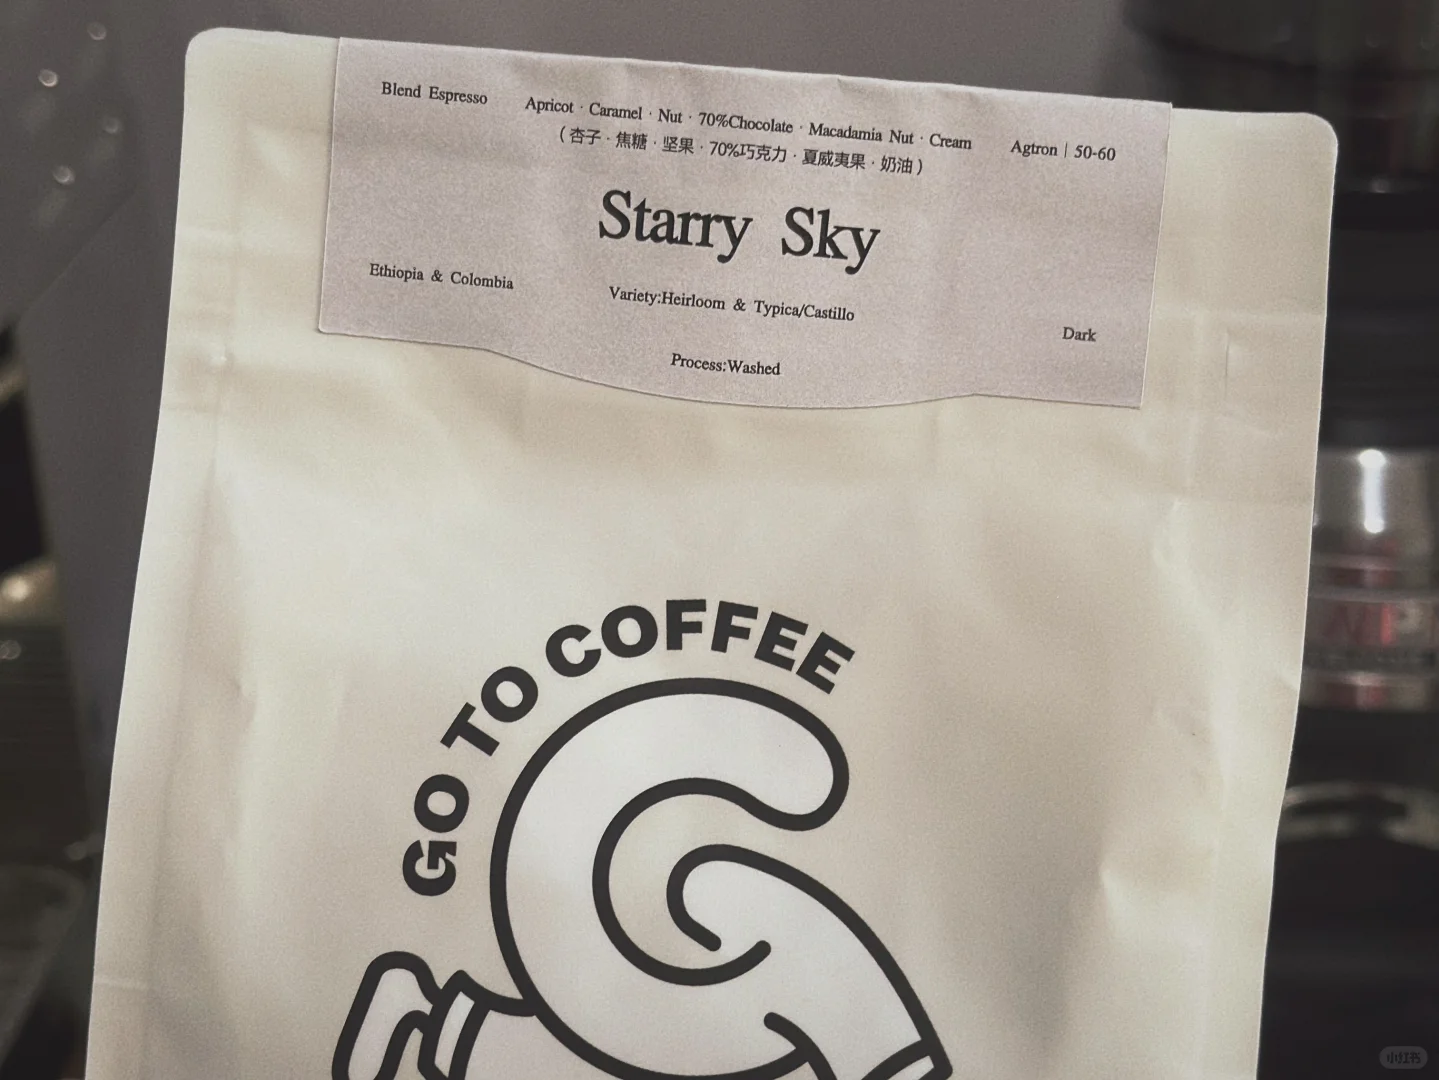 Blend Espresso
Apricot · Caramel · Nut · 70%Chocolate · Macadamia Nut · Cream
(杏子 · 焦糖 · 坚果 · 70%巧克力 · 夏威夷果 · 奶油)
Agtron | 50-60
Starry Sky
Ethiopia & Colombia
Variety:Heirloom & Typica/Castillo
Dark
Process:Washed
GO TO COFFEE
小红书